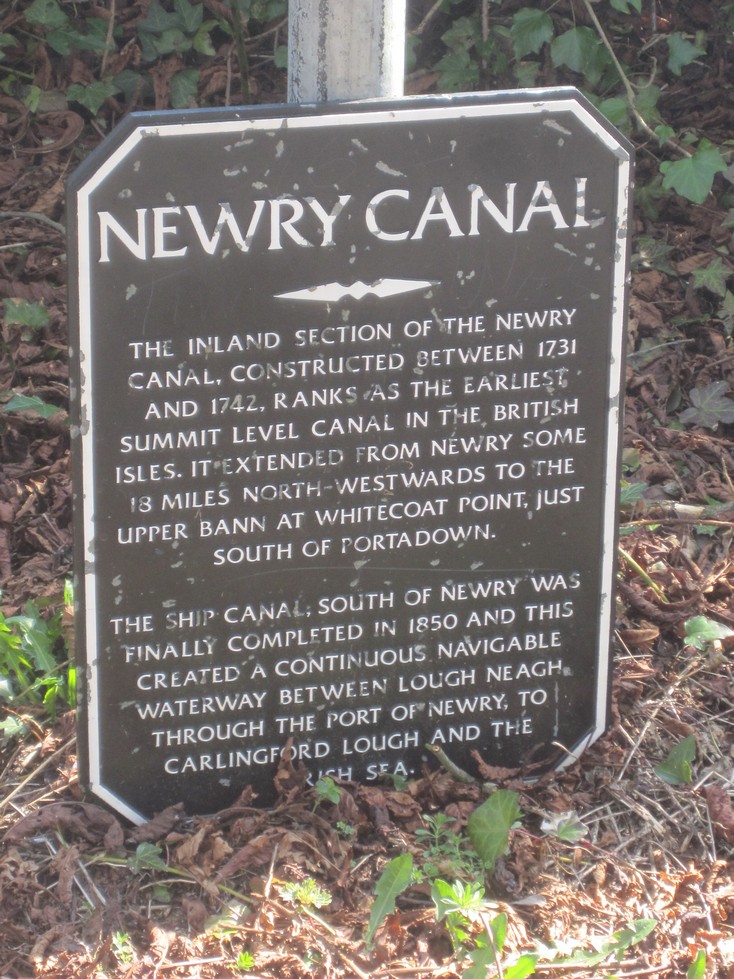 NEWRY CANAL
THE INLAND SECTION OF THE NEWRY
CANAL, CONSTRUCTED BETWEEN 1731
AND 1742, RANKS AS THE EARLIEST
SUMMIT LEVEL CANAL IN THE BRITISH
ISLES. IT EXTENDED FROM NEWRY SOME
18 MILES NORTH-WESTWARDS TO THE
UPPER BANN AT WHITECOAT POINT, JUST
SOUTH OF PORTADOWN.
THE SHIP CANAL, SOUTH OF NEWRY WAS
FINALLY COMPLETED IN 1850 AND THIS
CREATED A CONTINUOUS NAVIGABLE
WATERWAY BETWEEN LOUGH NEAGH,
THROUGH THE PORT OF NEWRY, TO
CARLINGFORD LOUGH AND THE
IRISH SEA.